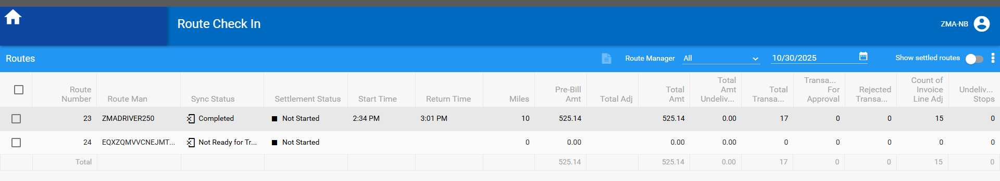 Route Check In
ZMA-NB
Routes
Route Manager All 10/30/2025 Show settled routes
Route Number Route Man Sync Status Settlement Status Start Time Return Time Miles Pre-Bill Amt Total Adj Total Amt Total Amt Undeliv... Total Transa... Transa... For Approval Rejected Transa... Count of Invoice Line Adj Undeliv... Stops
23 ZMADRIVER250 Completed Not Started 2:34 PM 3:01 PM 10 525.14 525.14 0.00 17 0 0 15 0
24 EQXZQMVVCNEJMT... Not Ready for Tr... Not Started 0 0.00 0.00 0.00 0 0 0 0 0
Total 525.14 525.14 0.00 17 0 0 15 0